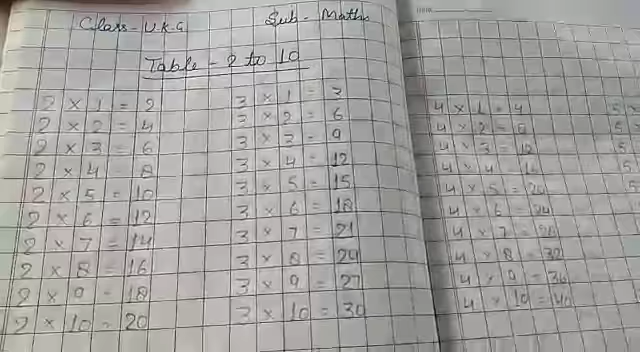 Class - U.K.G Sub - Maths
Table - 2 to 10
2 × 1 = 2 3 × 1 = 3 4 × 1 = 4 5
2 × 2 = 4 3 × 2 = 6 4 × 2 = 8
2 × 3 = 6 3 × 3 = 9 4 × 3 = 12 5
2 × 4 = 8 3 × 4 = 12 4 × 4 = 16 5
2 × 5 = 10 3 × 5 = 15 4 × 5 = 20 5
2 × 6 = 12 3 × 6 = 18 4 × 6 = 24
2 × 7 = 14 3 × 7 = 21 4 × 7 = 28
2 × 8 = 16 3 × 8 = 24 4 × 8 = 32
2 × 9 = 18 3 × 9 = 27 4 × 9 = 36
2 × 10 = 20 3 × 10 = 30 4 × 10 = 40